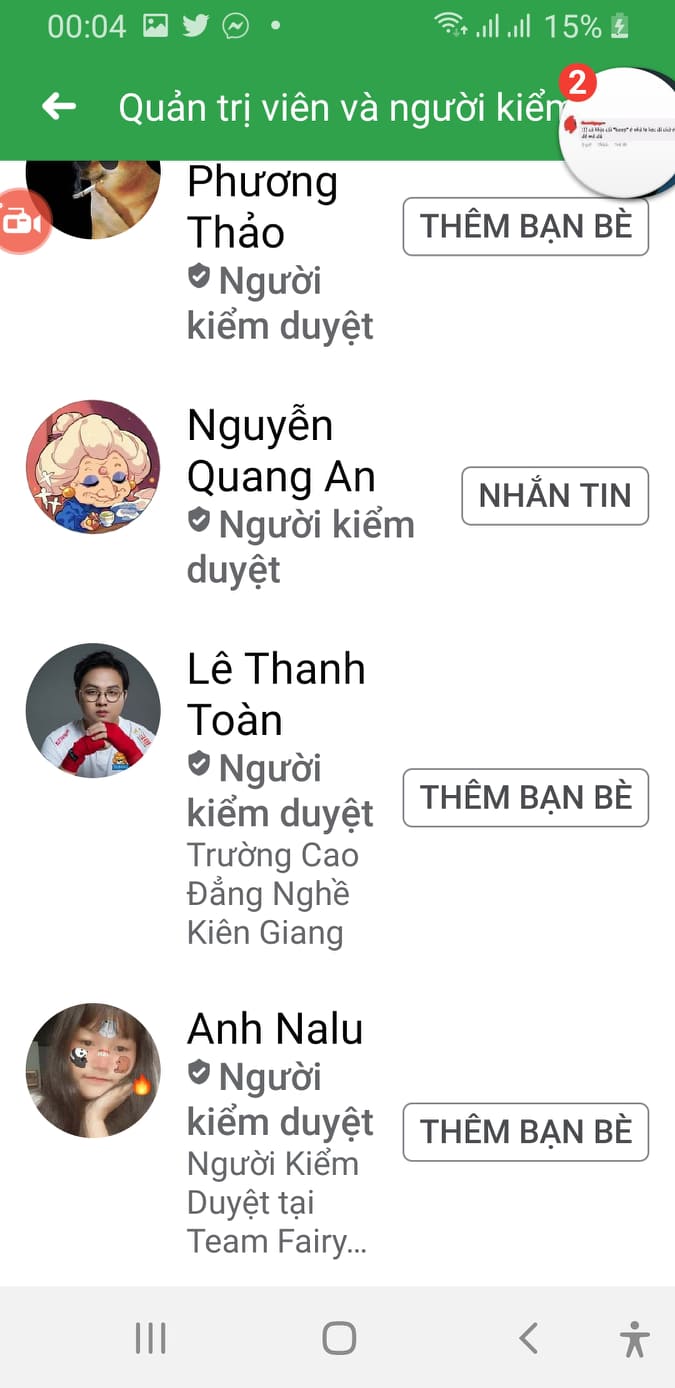 00:04
15%
Quản trị viên và người kiểm
2
Phương
Thảo
Người
kiểm duyệt
THÊM BẠN BÈ
Nguyễn
Quang An
Người kiểm
duyệt
NHẮN TIN
Lê Thanh
Toàn
Người
kiểm duyệt
Trường Cao
Đẳng Nghề
Kiên Giang
THÊM BẠN BÈ
Anh Nalu
Người
kiểm duyệt
Người Kiểm
Duyệt tại
Team Fairy...
THÊM BẠN BÈ